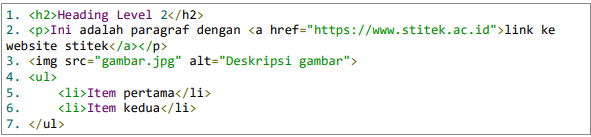 1. <h2>Heading Level 2</h2>
2. <p>Ini adalah paragraf dengan <a href="https://www.stitek.ac.id">link ke
website stitek</a></p>
3. <img src="gambar.jpg" alt="Deskripsi gambar">
4. <ul>
5.     <li>Item pertama</li>
6.     <li>Item kedua</li>
7. </ul>